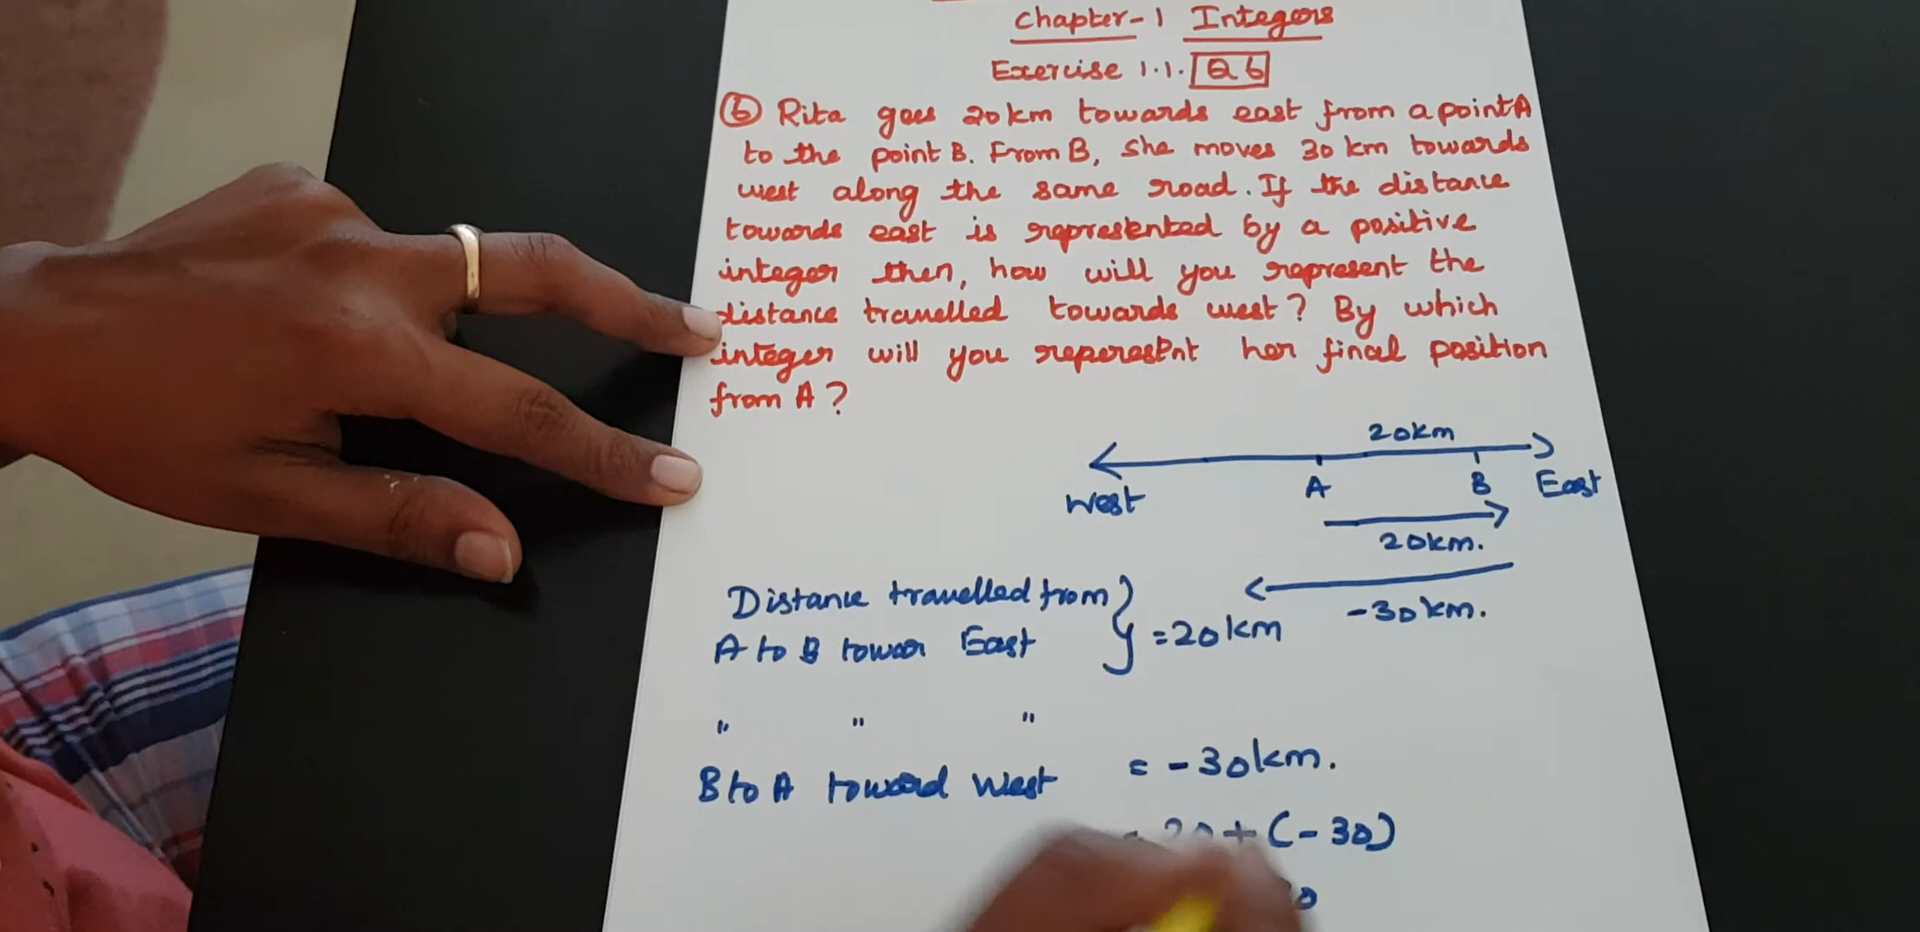 Chapter-1 Integers
Exercise 1.1. Q6
6 Rita goes 20km towards east from a point A
to the point B. From B, she moves 30 km towards
west along the same road. If the distance
towards east is represented by a positive
integer then, how will you represent the
distance travelled towards west? By which
integer will you reperesent her final position
from A?
20km
West A B East
20km.
-30km.
Distance travelled from
A to B towar East } = 20km
" " "
B to A toward West = -30km.
20 + (-30)